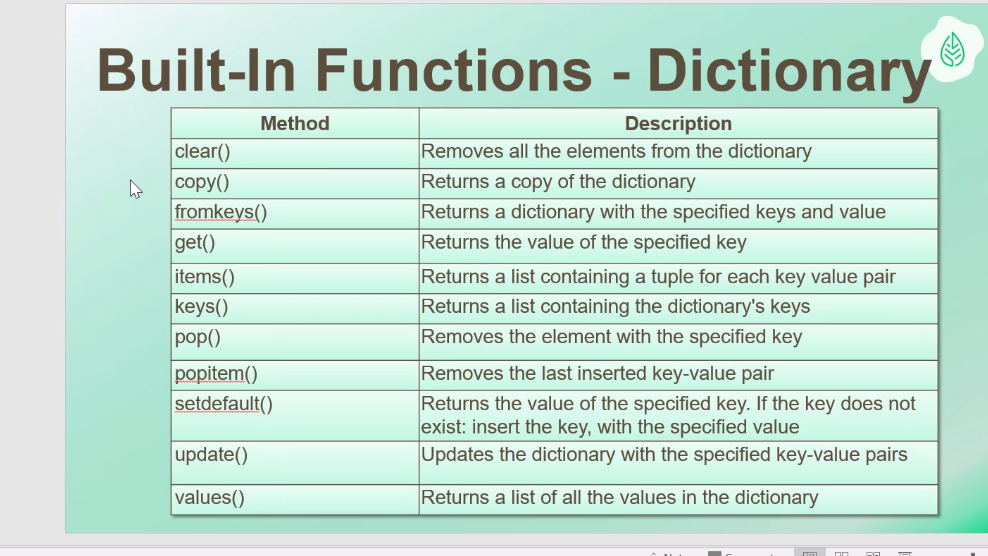 Built-In Functions - Dictionary
Method Description
clear() Removes all the elements from the dictionary
copy() Returns a copy of the dictionary
fromkeys() Returns a dictionary with the specified keys and value
get() Returns the value of the specified key
items() Returns a list containing a tuple for each key value pair
keys() Returns a list containing the dictionary's keys
pop() Removes the element with the specified key
popitem() Removes the last inserted key-value pair
setdefault() Returns the value of the specified key. If the key does not
exist: insert the key, with the specified value
update() Updates the dictionary with the specified key-value pairs
values() Returns a list of all the values in the dictionary